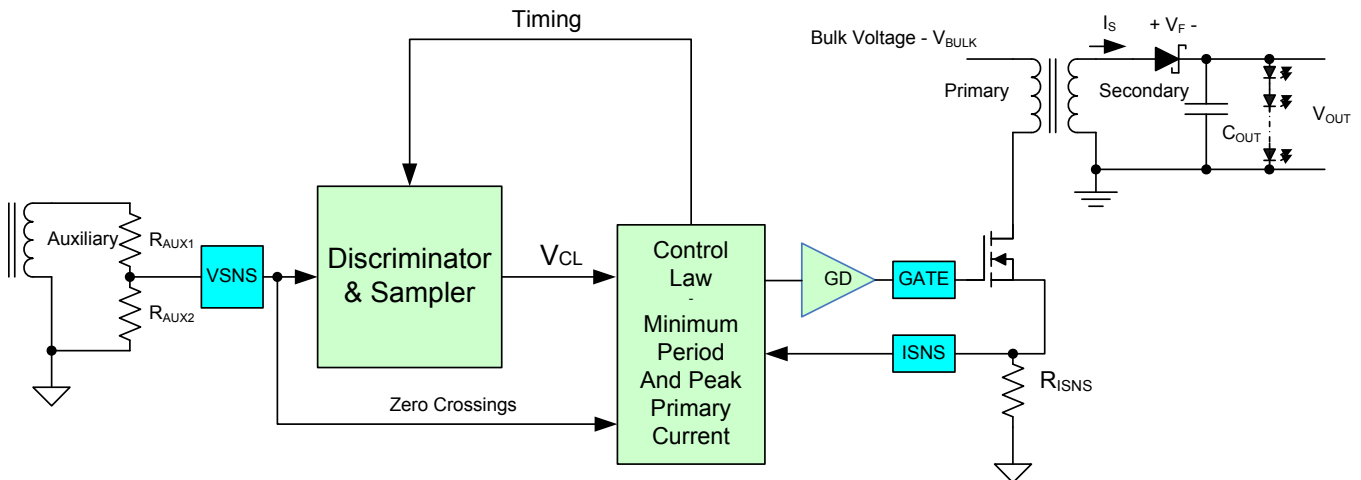 Timing
Bulk Voltage - VBULK
IS
+ VF -
Primary
Secondary
COUT
VOUT
Auxiliary
RAUX1
RAUX2
VSNS
Discriminator
& Sampler
VCL
Control
Law
-
Minimum
Period
And Peak
Primary
Current
GD
GATE
ISNS
RISNS
Zero Crossings